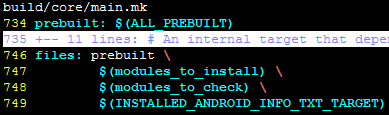 build/core/main.mk
734 prebuilt: $(ALL_PREBUILT)
735 +-- 11 lines: # An internal target that depe
746 files: prebuilt \
747 $(modules_to_install) \
748 $(modules_to_check) \
749 $(INSTALLED_ANDROID_INFO_TXT_TARGET)